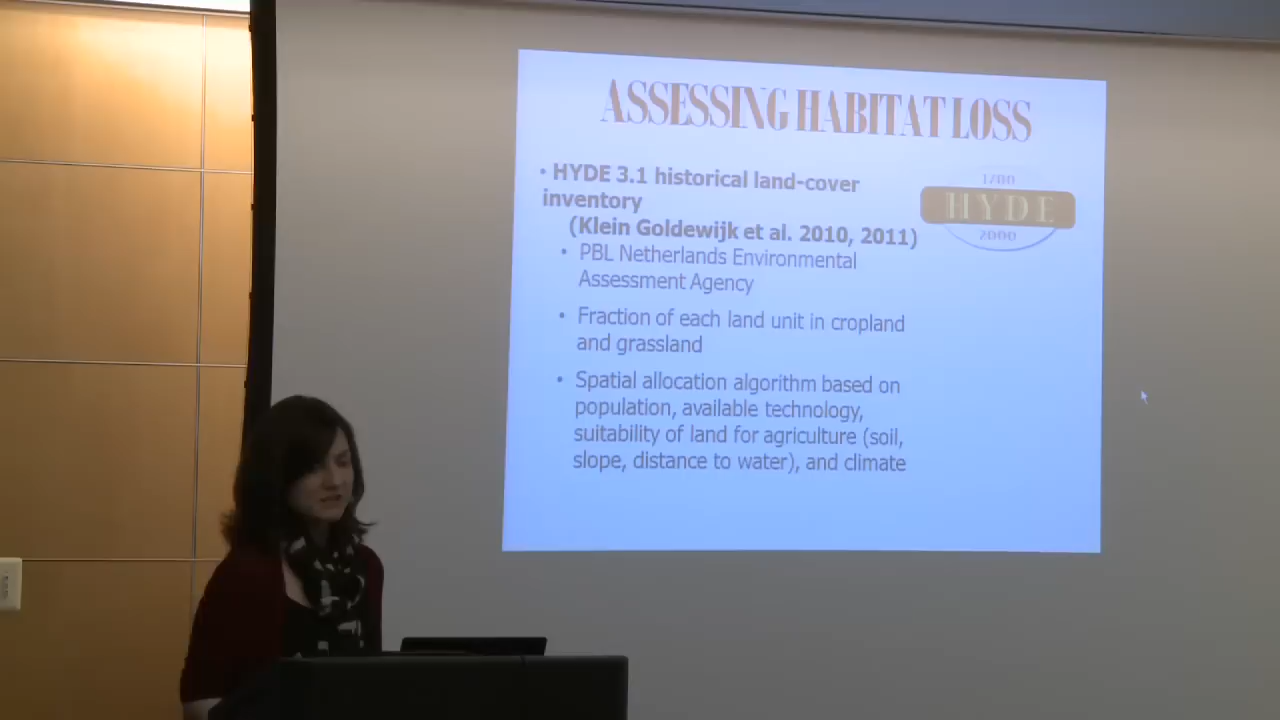 ASSESSING HABITAT LOSS
• HYDE 3.1 historical land-cover
inventory
(Klein Goldewijk et al. 2010, 2011)
• PBL Netherlands Environmental
Assessment Agency
• Fraction of each land unit in cropland
and grassland
• Spatial allocation algorithm based on
population, available technology,
suitability of land for agriculture (soil,
slope, distance to water), and climate
1700
HYDE
2000